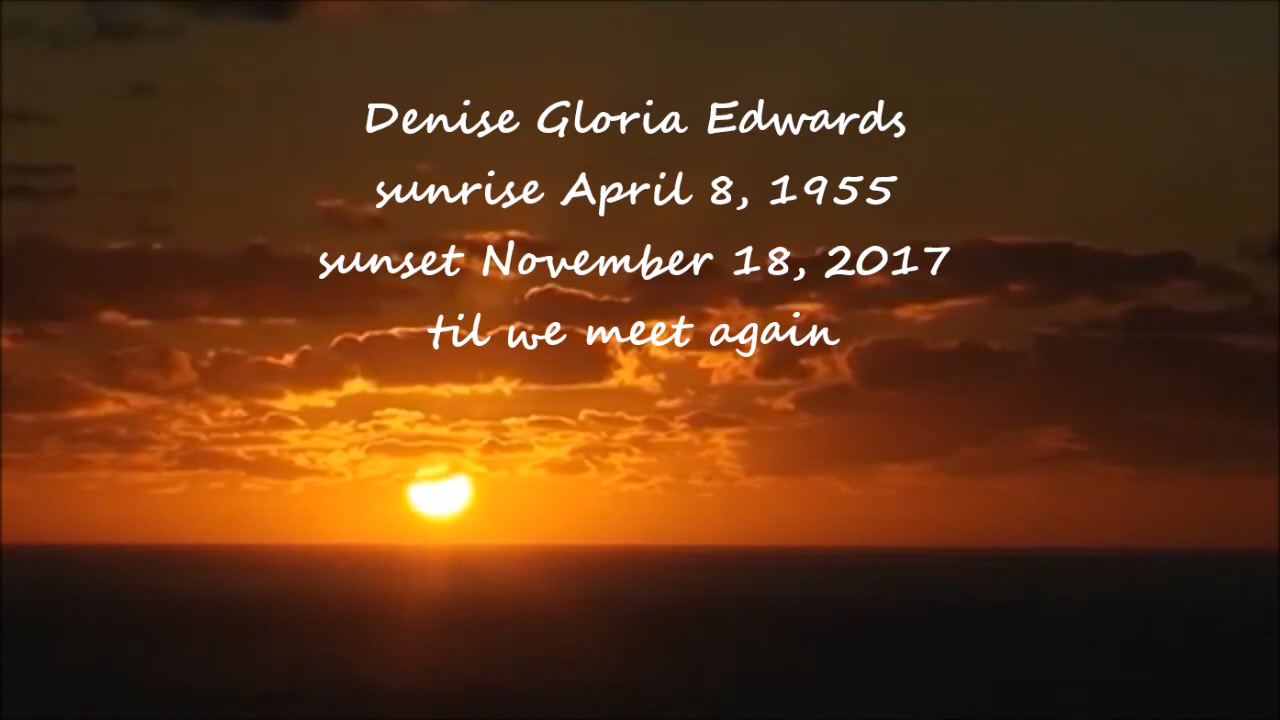 Denise Gloria Edwards
sunrise April 8, 1955
sunset November 18, 2017
til we meet again